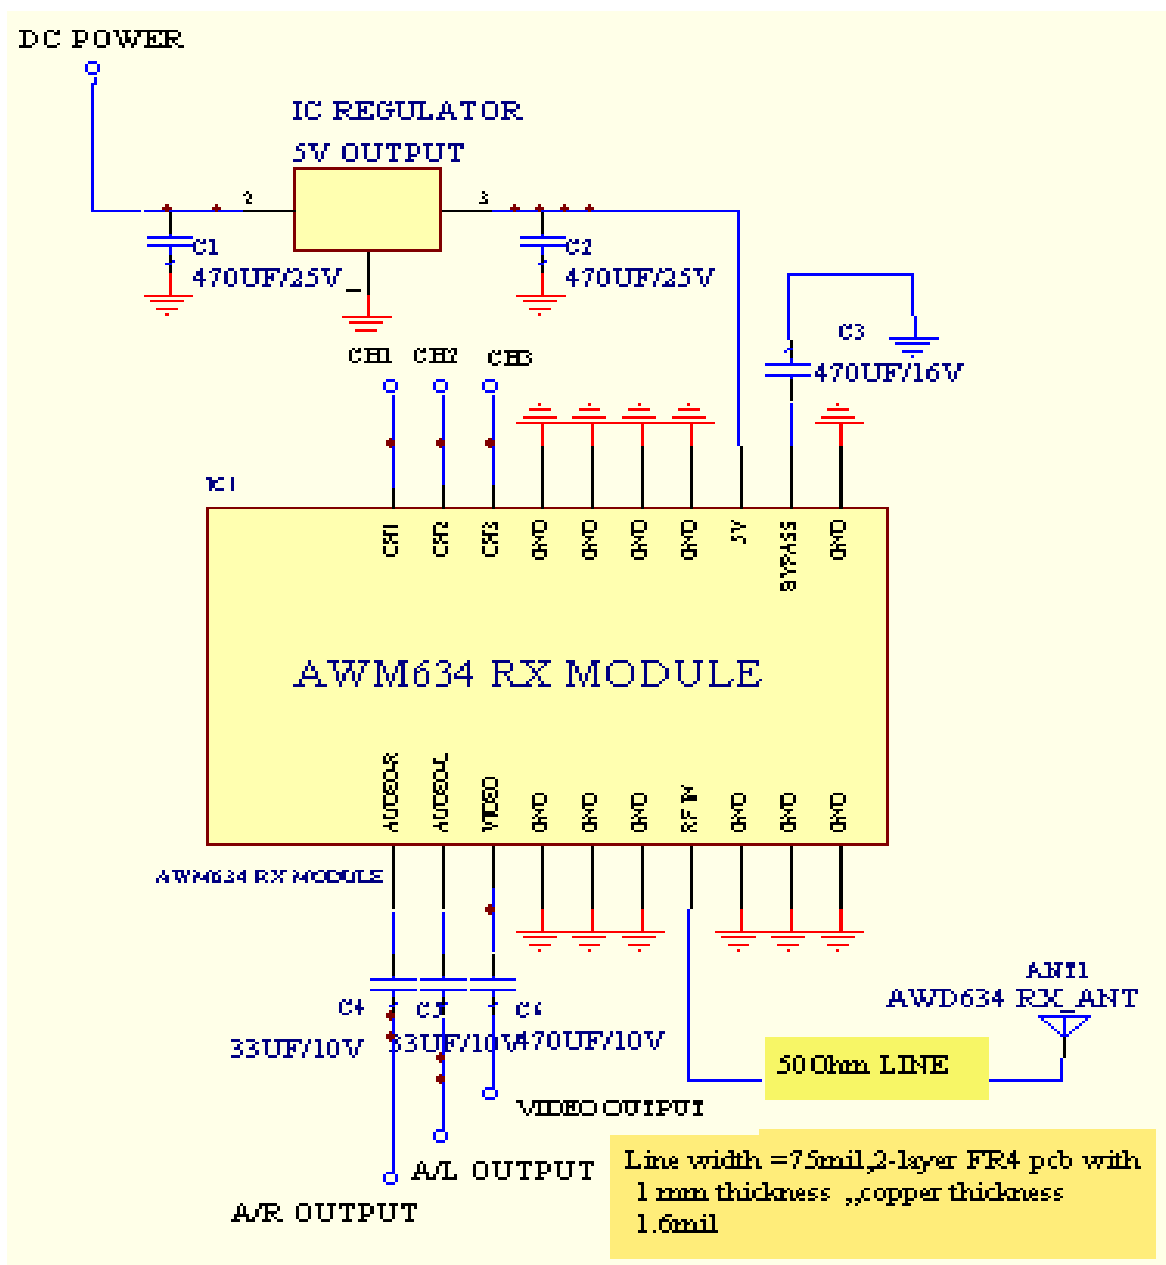 DC POWER
IC REGULATOR
5V OUTPUT
2
3
C1
470UF/25V
C2
470UF/25V
C3
470UF/16V
CH1 CH2 CH3
IC1
CH1 CH2 CH3 GND GND GND GND 5V BYPASS GND
AWM634 RX MODULE
AUDEO-R AUDEO-L VIDEO GND GND GND RF IN GND GND GND
AWM634 RX MODULE
ANT1
AWD634 RX_ANT
C4 C5 C6
33UF/10V 33UF/10V 470UF/10V
50 Ohm LINE
VIDEO OUTPUT
A/L OUTPUT
A/R OUTPUT
Line width =75mil,2-layer FR4 pcb with
1 mm thickness ,,copper thickness
1.6mil